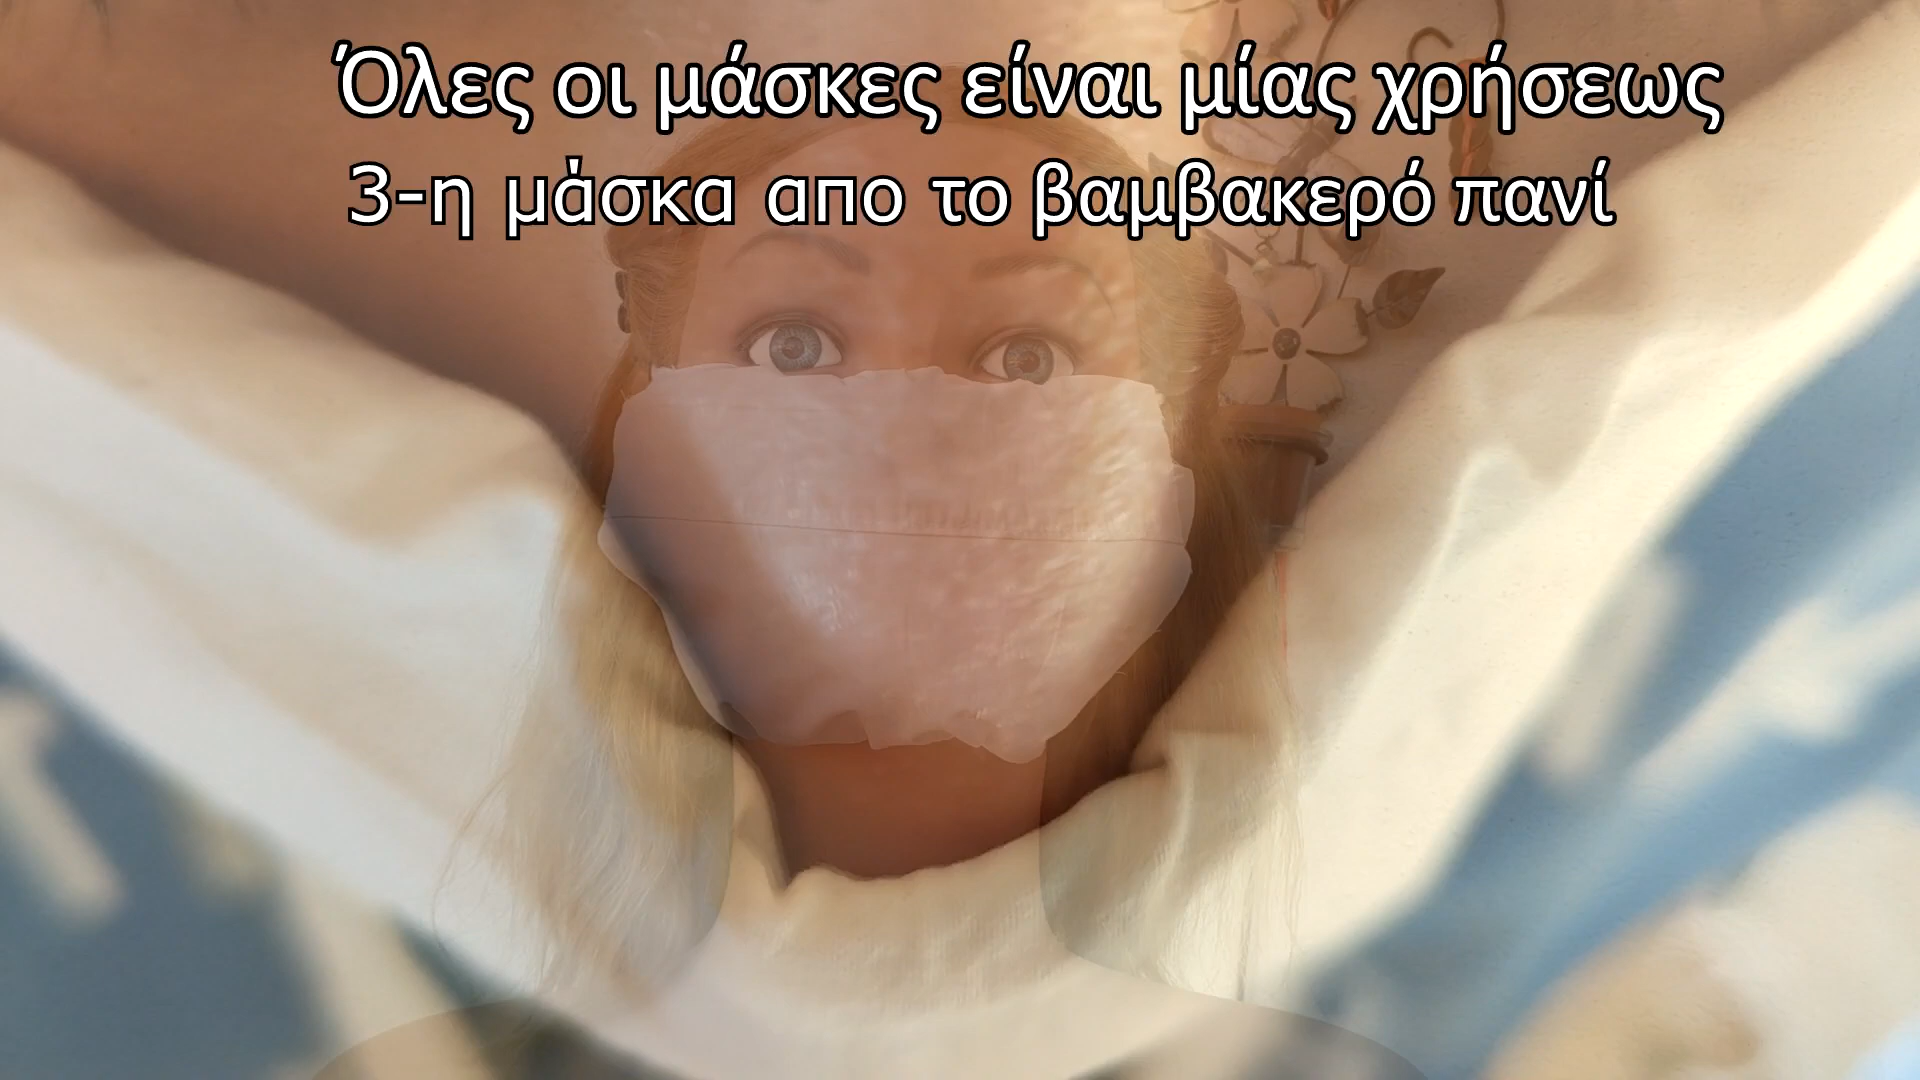 Όλες οι μάσκες είναι μίας χρήσεως
3-η μάσκα απο το βαμβακερό πανί